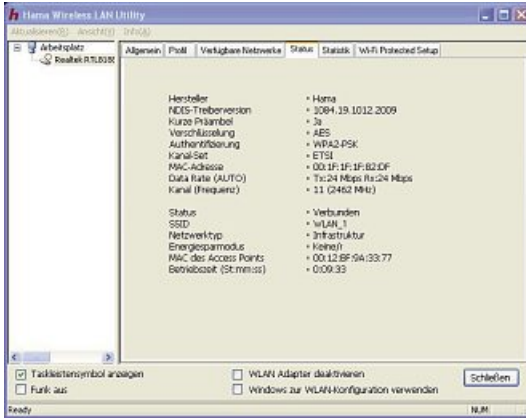 Hama Wireless LAN Utility
Aktualisieren(R) Ansicht(V) Info(A)
Arbeitsplatz
Realtek RTL8188
Allgemein Profil Verfügbare Netzwerke Status Statistik Wi-Fi Protected Setup
Hersteller • Hama
NDIS-Treiberversion • 1084.19.1012.2009
Kurze Präambel • Ja
Verschlüsselung • AES
Authentifizierung • WPA2-PSK
Kanal-Set • ETSI
MAC-Adresse • 00:1F:1F:1F:B2:DF
Data Rate (AUTO) • Tx:24 Mbps Rx:24 Mbps
Kanal (Frequenz) • 11 (2462 MHz)
Status • Verbunden
SSID • WLAN_1
Netzwerktyp • Infrastruktur
Energiesparmodus • Keine/r
MAC des Access Points • 00:12:BF:9A:33:77
Betriebszeit (St:mm:ss) • 0:09:33
Taskleistensymbol anzeigen
WLAN Adapter deaktivieren
Schließen
Funk aus
Windows zur WLAN-Konfiguration verwenden
Ready NUM